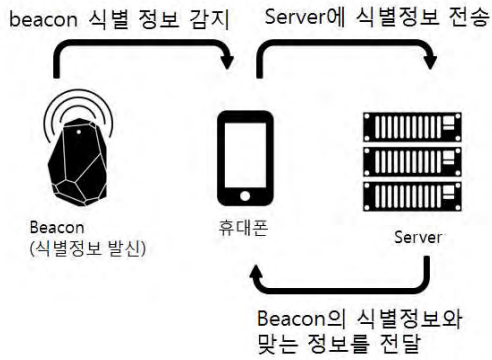 beacon 식별 정보 감지
Server에 식별정보 전송
Beacon
(식별정보 발신)
휴대폰
Server
Beacon의 식별정보와
맞는 정보를 전달